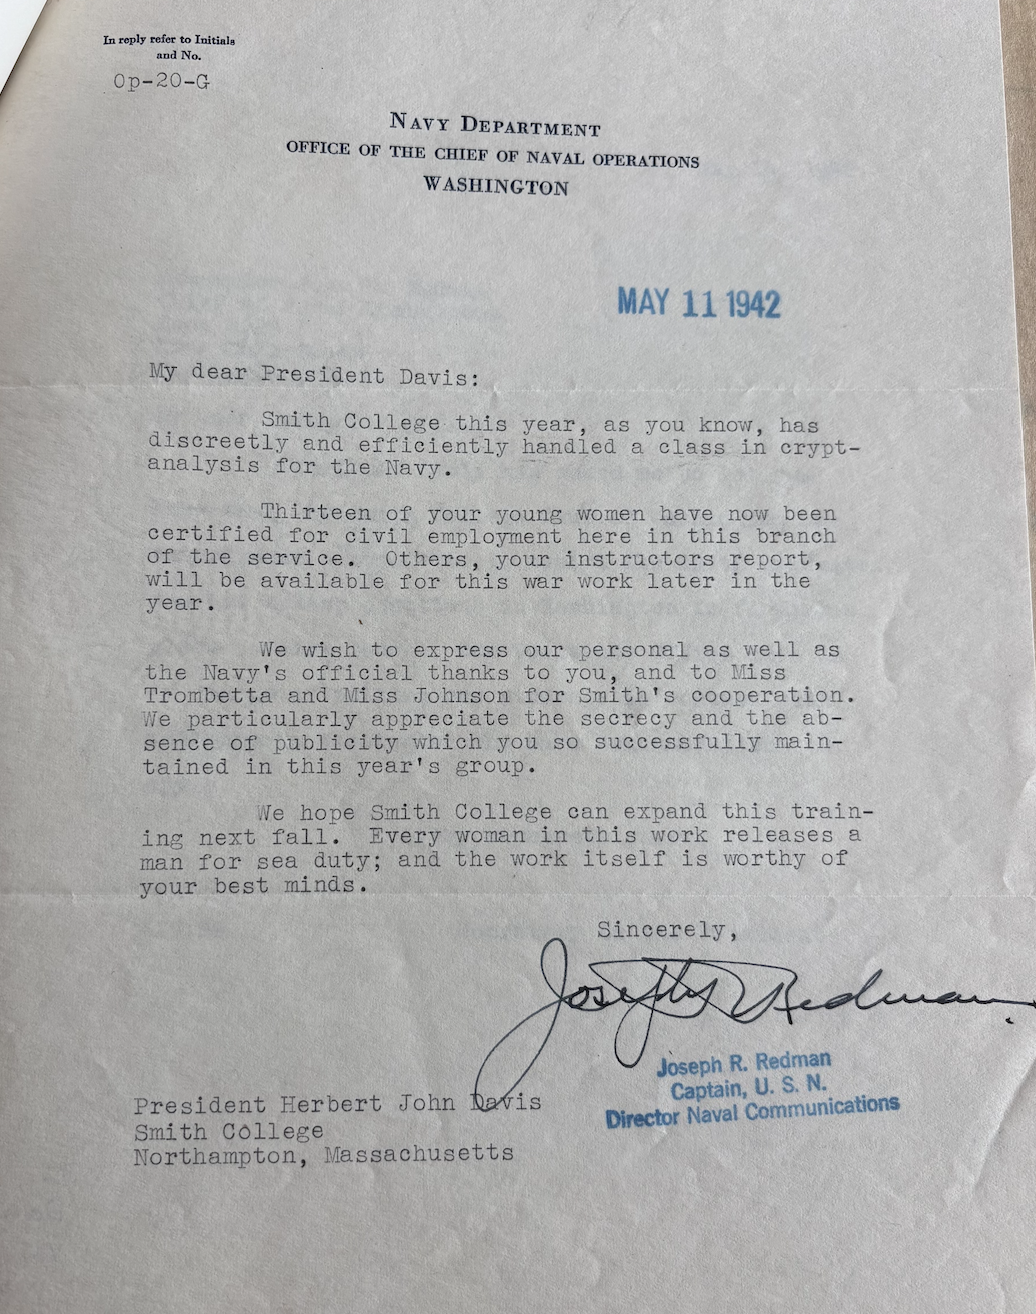 In reply refer to Initials
and No.
Op-20-G
NAVY DEPARTMENT
OFFICE OF THE CHIEF OF NAVAL OPERATIONS
WASHINGTON
MAY 11 1942
My dear President Davis:
Smith College this year, as you know, has
discreetly and efficiently handled a class in crypt-
analysis for the Navy.
Thirteen of your young women have now been
certified for civil employment here in this branch
of the service. Others, your instructors report,
will be available for this war work later in the
year.
We wish to express our personal as well as
the Navy's official thanks to you, and to Miss
Trombetta and Miss Johnson for Smith's cooperation.
We particularly appreciate the secrecy and the ab-
sence of publicity which you so successfully main-
tained in this year's group.
We hope Smith College can expand this train-
ing next fall. Every woman in this work releases a
man for sea duty; and the work itself is worthy of
your best minds.
Sincerely,
Joseph R Redman
Joseph R. Redman
Captain, U. S. N.
Director Naval Communications
President Herbert John Davis
Smith College
Northampton, Massachusetts